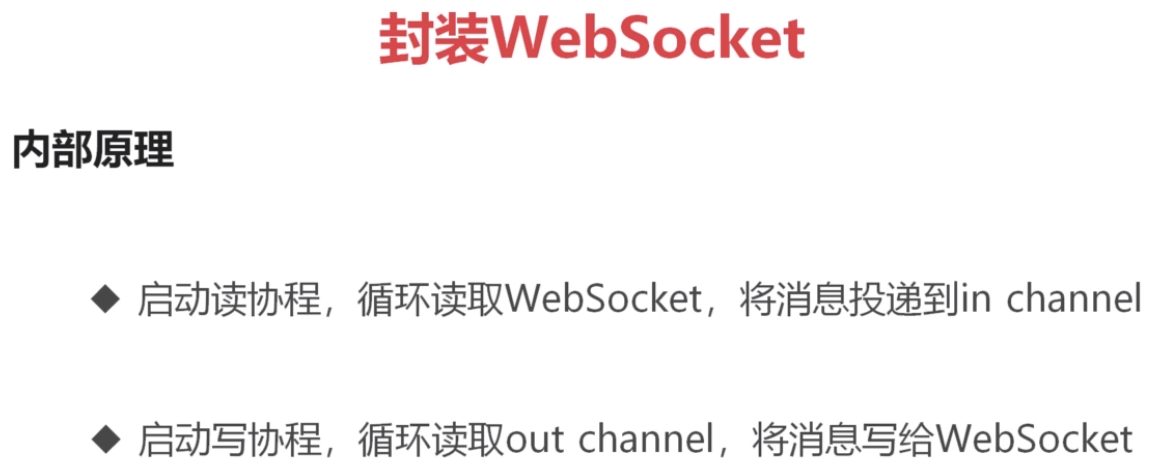 封装WebSocket
内部原理
◆ 启动读协程，循环读取WebSocket，将消息投递到in channel
◆ 启动写协程，循环读取out channel，将消息写给WebSocket